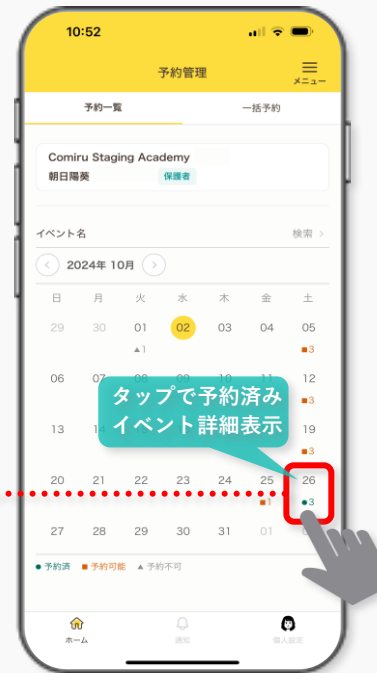 10:52
予約管理
メニュー
予約一覧 一括予約
Comiru Staging Academy
朝日陽葵 保護者
イベント名 検索 >
< 2024年 10月 >
日 月 火 水 木 金 土
29 30 01 02 03 04 05
▲1 ■3
06 07 08 09 10 11 12
■3
タップで予約済み
イベント詳細表示
13 14 19
■3
20 21 22 23 24 25 26
■1 ●3
27 28 29 30 31 01
●予約済 ■予約可能 ▲予約不可
ホーム 通知 個人設定